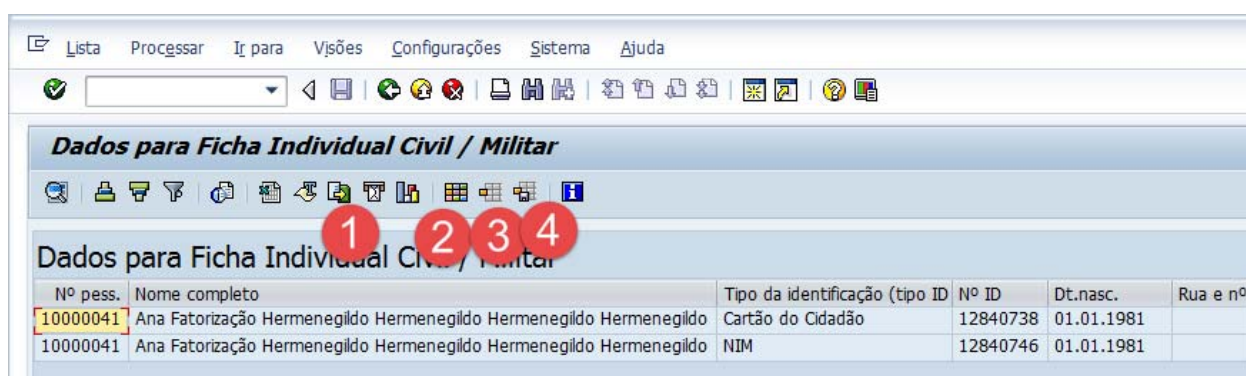 Lista Processar Ir para Visões Configurações Sistema Ajuda
Dados para Ficha Individual Civil / Militar
1 2 3 4
Dados para Ficha Individual Civil / Militar
Nº pess. Nome completo Tipo da identificação (tipo ID Nº ID Dt.nasc. Rua e nº
10000041 Ana Fatorização Hermenegildo Hermenegildo Hermenegildo Hermenegildo Cartão do Cidadão 12840738 01.01.1981
10000041 Ana Fatorização Hermenegildo Hermenegildo Hermenegildo Hermenegildo NIM 12840746 01.01.1981